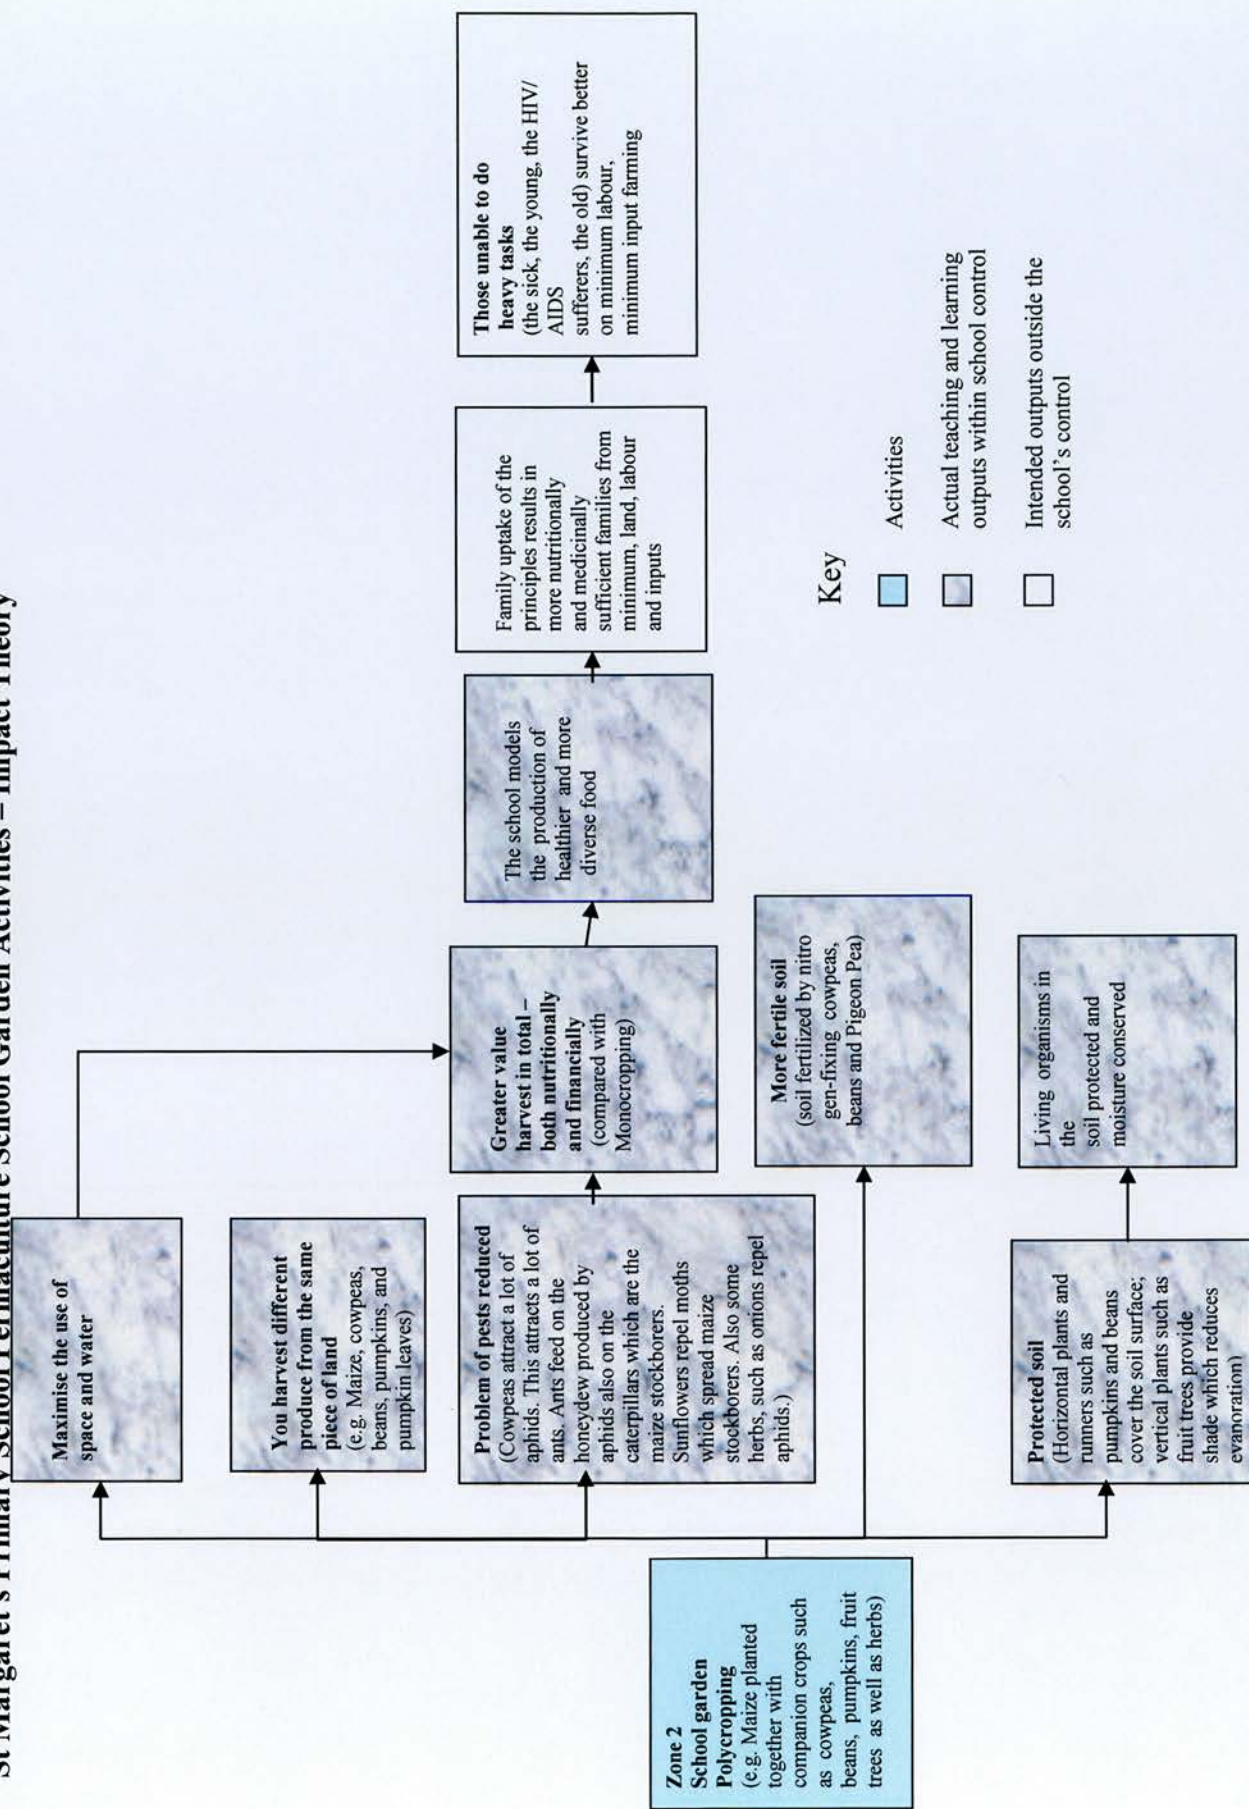 St Margaret's Primary School Permaculture School Garden Activities – Impact Theory
Zone 2
School garden
Polycropping
(e.g. Maize planted
together with
companion crops such
as cowpeas,
beans, pumpkins, fruit
trees as well as herbs)
Maximise the use of
space and water
You harvest different
produce from the same
piece of land
(e.g. Maize, cowpeas,
beans, pumpkins, and
pumpkin leaves)
Problem of pests reduced
(Cowpeas attract a lot of
aphids. This attracts a lot of
ants. Ants feed on the
honeydew produced by
aphids also on the
caterpillars which are the
maize stockborers.
Sunflowers repel moths
which spread maize
stockborers. Also some
herbs, such as onions repel
aphids.)
Protected soil
(Horizontal plants and
runners such as
pumpkins and beans
cover the soil surface;
vertical plants such as
fruit trees provide
shade which reduces
evaporation)
Greater value
harvest in total –
both nutritionally
and financially
(compared with
Monocropping)
More fertile soil
(soil fertilized by nitro
gen-fixing cowpeas,
beans and Pigeon Pea)
Living organisms in
the
soil protected and
moisture conserved
The school models
the production of
healthier and more
diverse food
Family uptake of the
principles results in
more nutritionally
and medicinally
sufficient families from
minimum, land, labour
and inputs
Those unable to do
heavy tasks
(the sick, the young, the HIV/
AIDS
sufferers, the old) survive better
on minimum labour,
minimum input farming
Key
Activities
Actual teaching and learning
outputs within school control
Intended outputs outside the
school's control